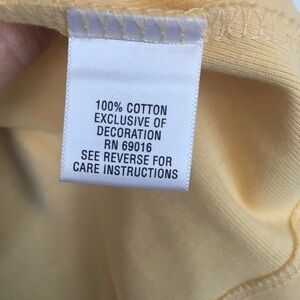 100% COTTON
EXCLUSIVE OF
DECORATION
RN 69016
SEE REVERSE FOR
CARE INSTRUCTIONS